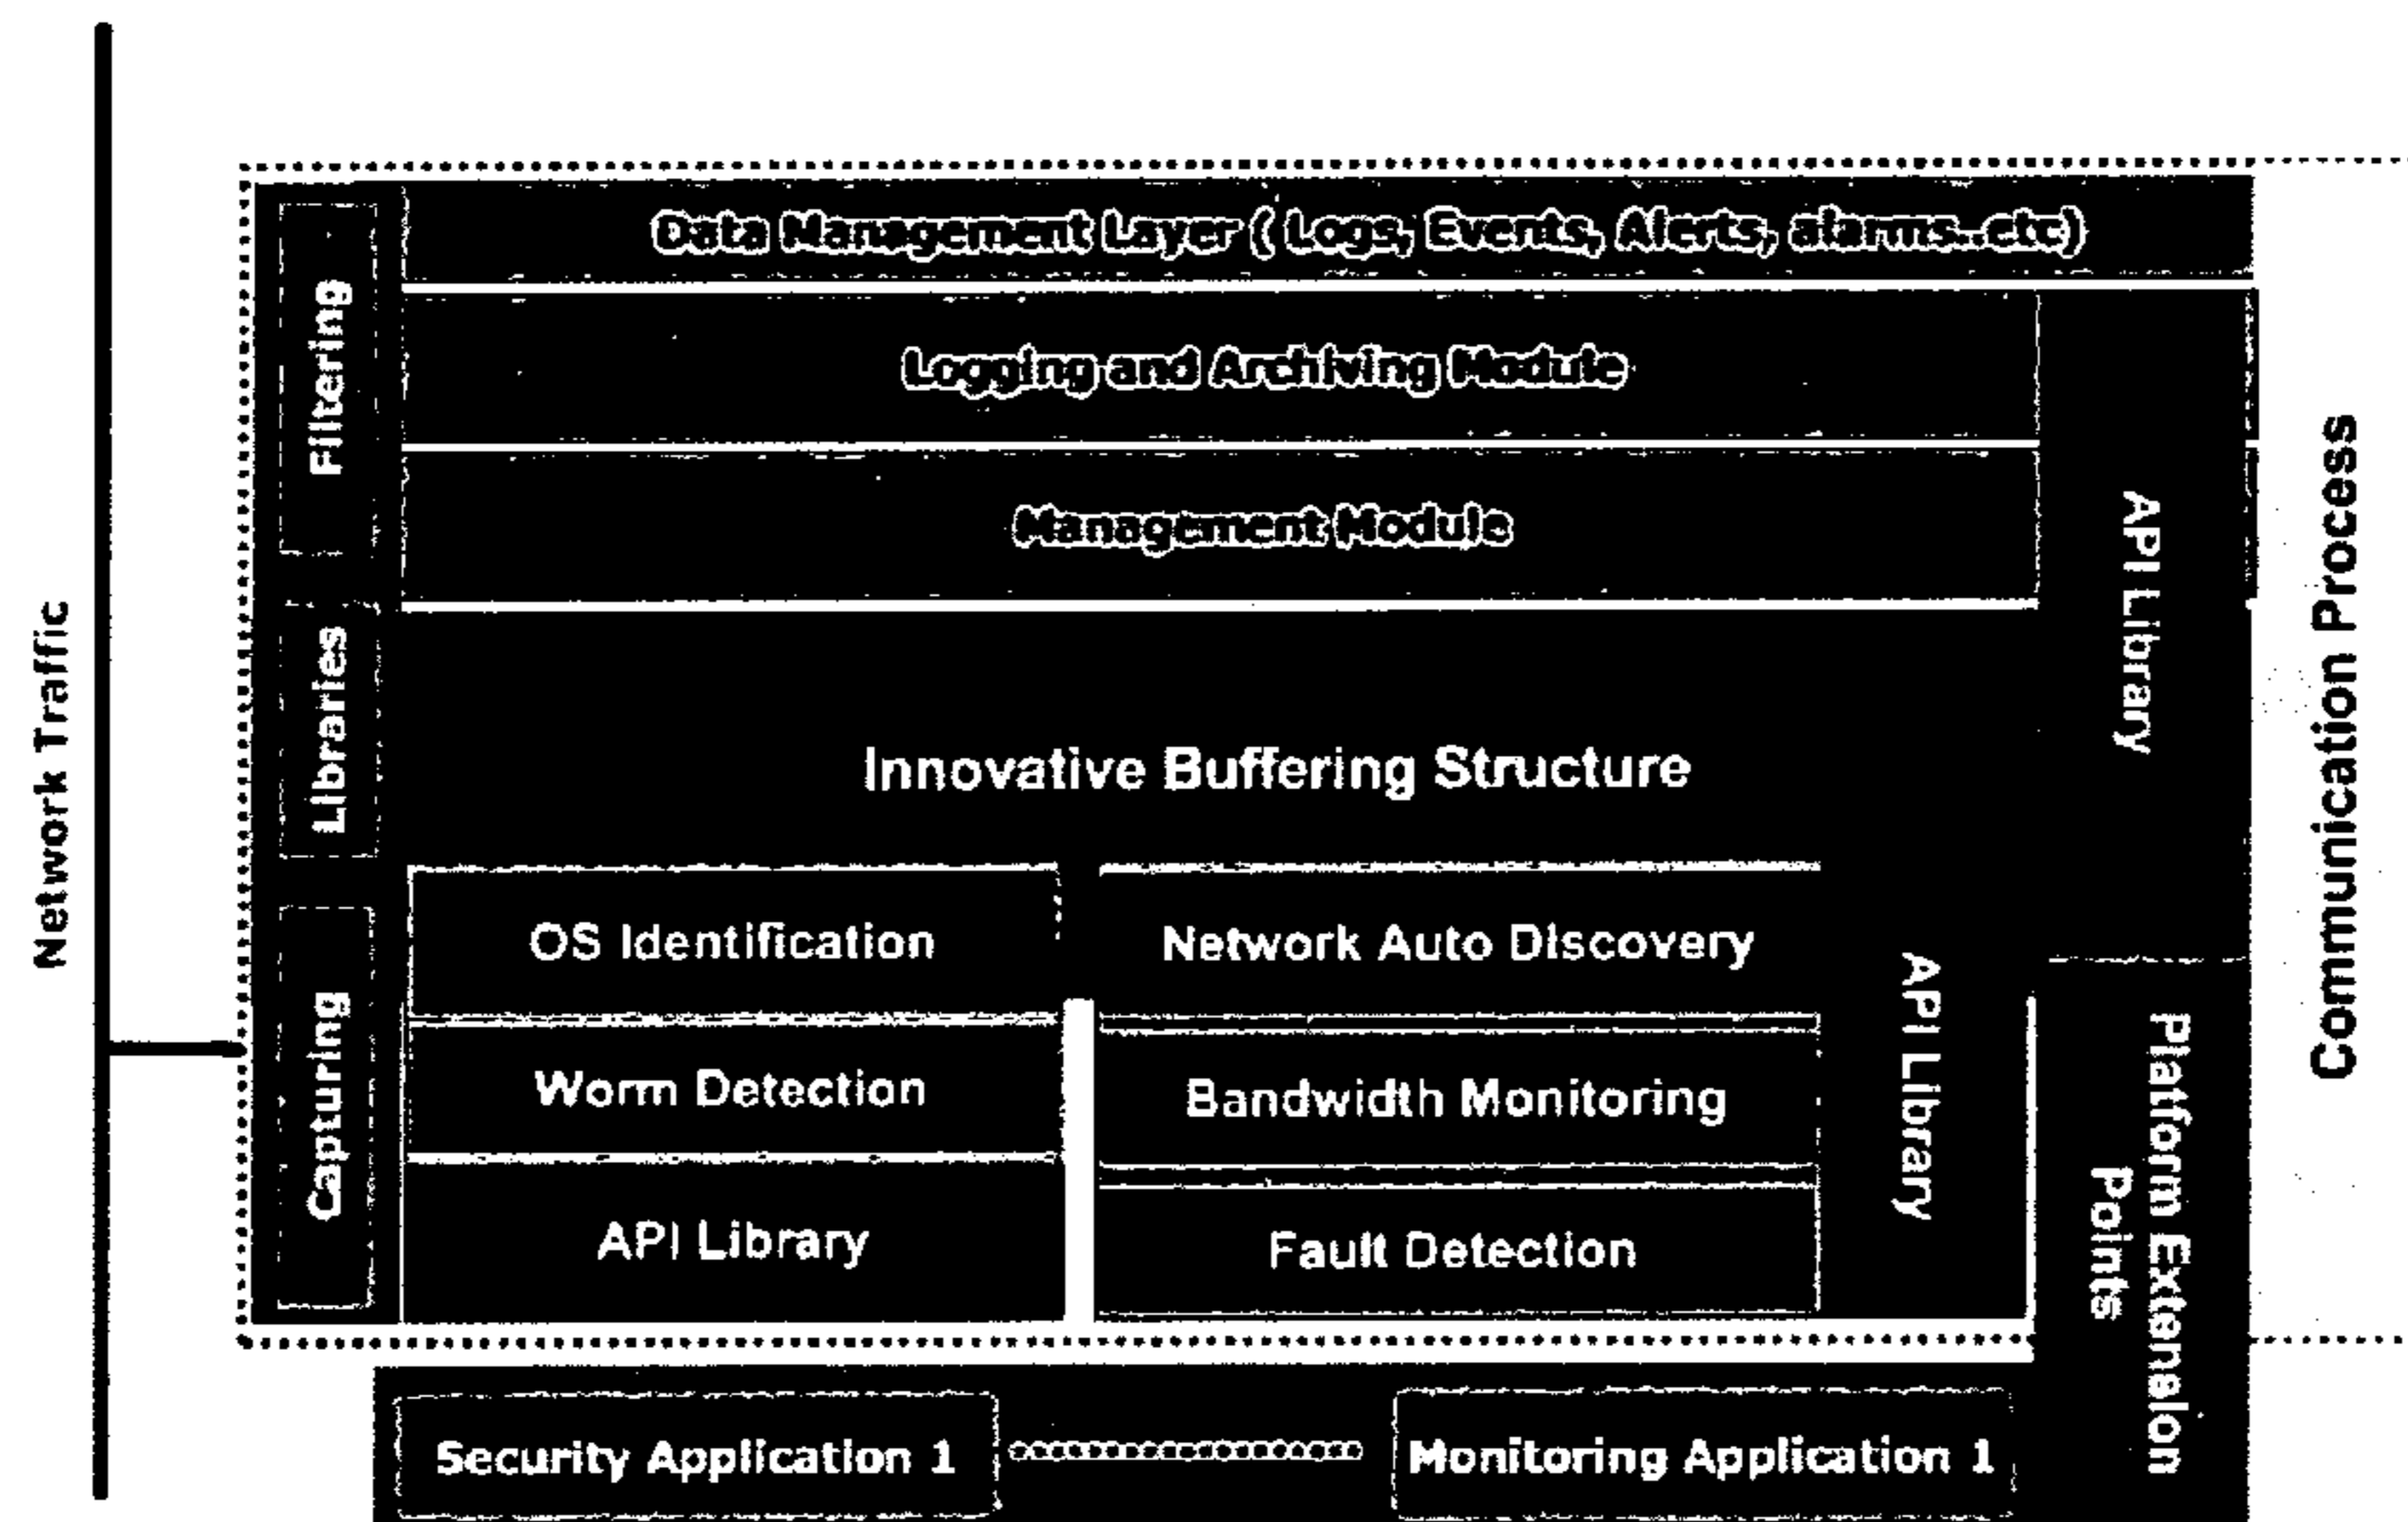 Network Traffic
Filtering
Libraries
Capturing
Data Management Layer ( Logs, Events, Alerts, alarms..etc)
Logging and Archiving Module
Management Module
Innovative Buffering Structure
OS Identification
Network Auto Discovery
Worm Detection
Bandwidth Monitoring
API Library
Fault Detection
API Library
API Library
Platform Extension
Points
Communication Process
Security Application 1
Monitoring Application 1